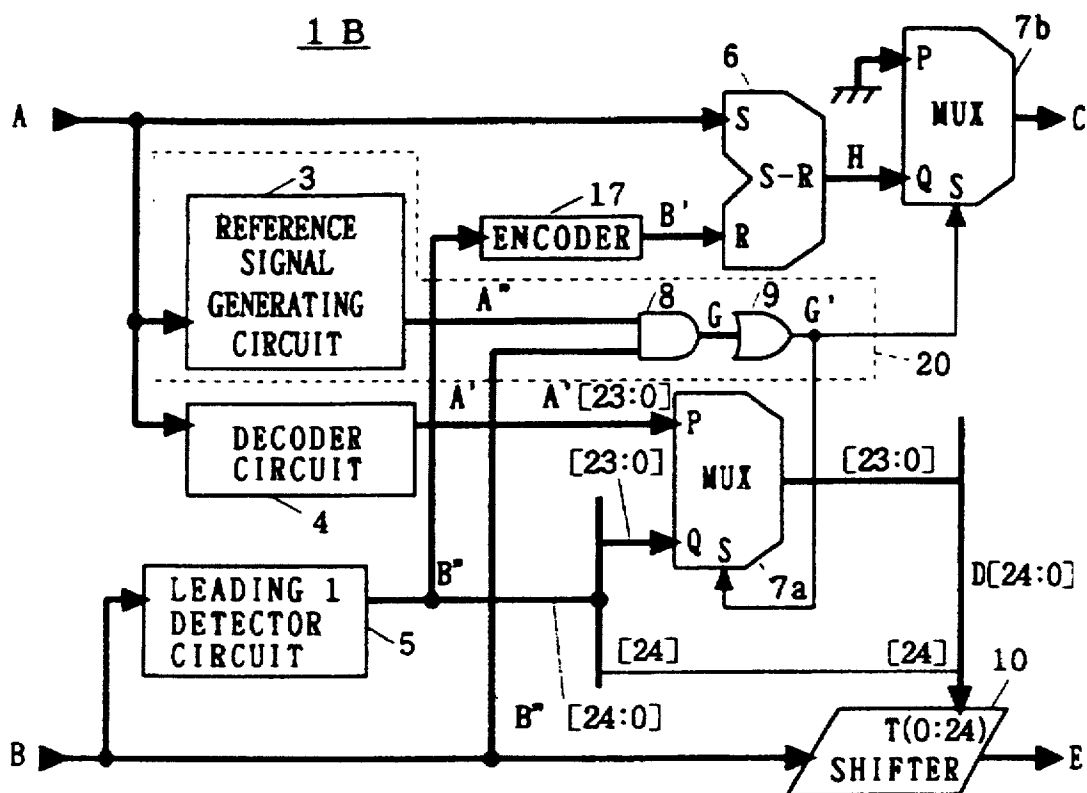 1 B
7b
6
P
A
S
MUX
C
3
17
S-R
H
Q
S
REFERENCE
SIGNAL
GENERATING
CIRCUIT
ENCODER
B'
R
A"
8
9
G
G'
20
A'
A'[23:0]
P
DECODER
CIRCUIT
[23:0]
MUX
[23:0]
4
Q
S
B"
7a
D[24:0]
LEADING 1
DETECTOR
CIRCUIT
5
[24]
[24]
10
B"
[24:0]
B
T(0:24)
SHIFTER
E